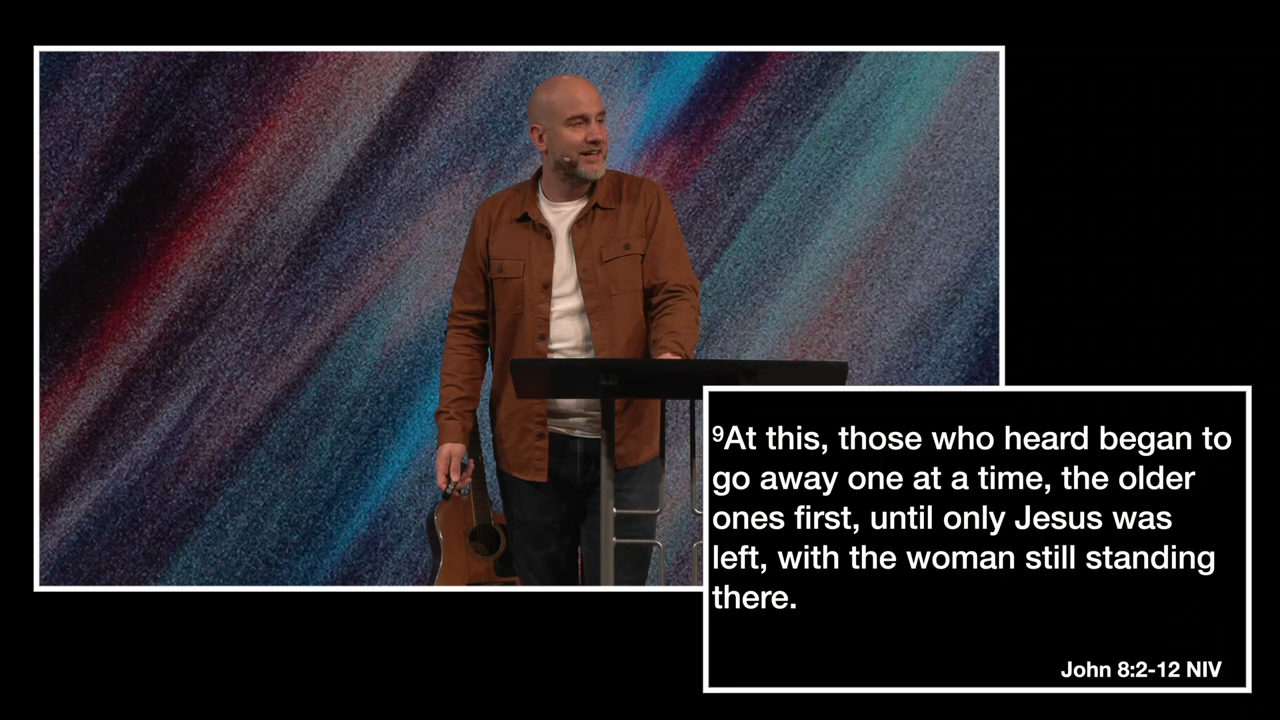 ⁹At this, those who heard began to
go away one at a time, the older
ones first, until only Jesus was
left, with the woman still standing
there.
John 8:2-12 NIV